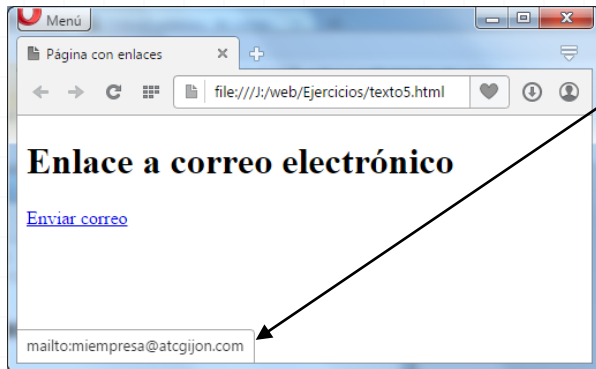 Menú
Página con enlaces
file:///J:/web/Ejercicios/texto5.html
Enlace a correo electrónico
Enviar correo
mailto:miempresa@atcgijon.com